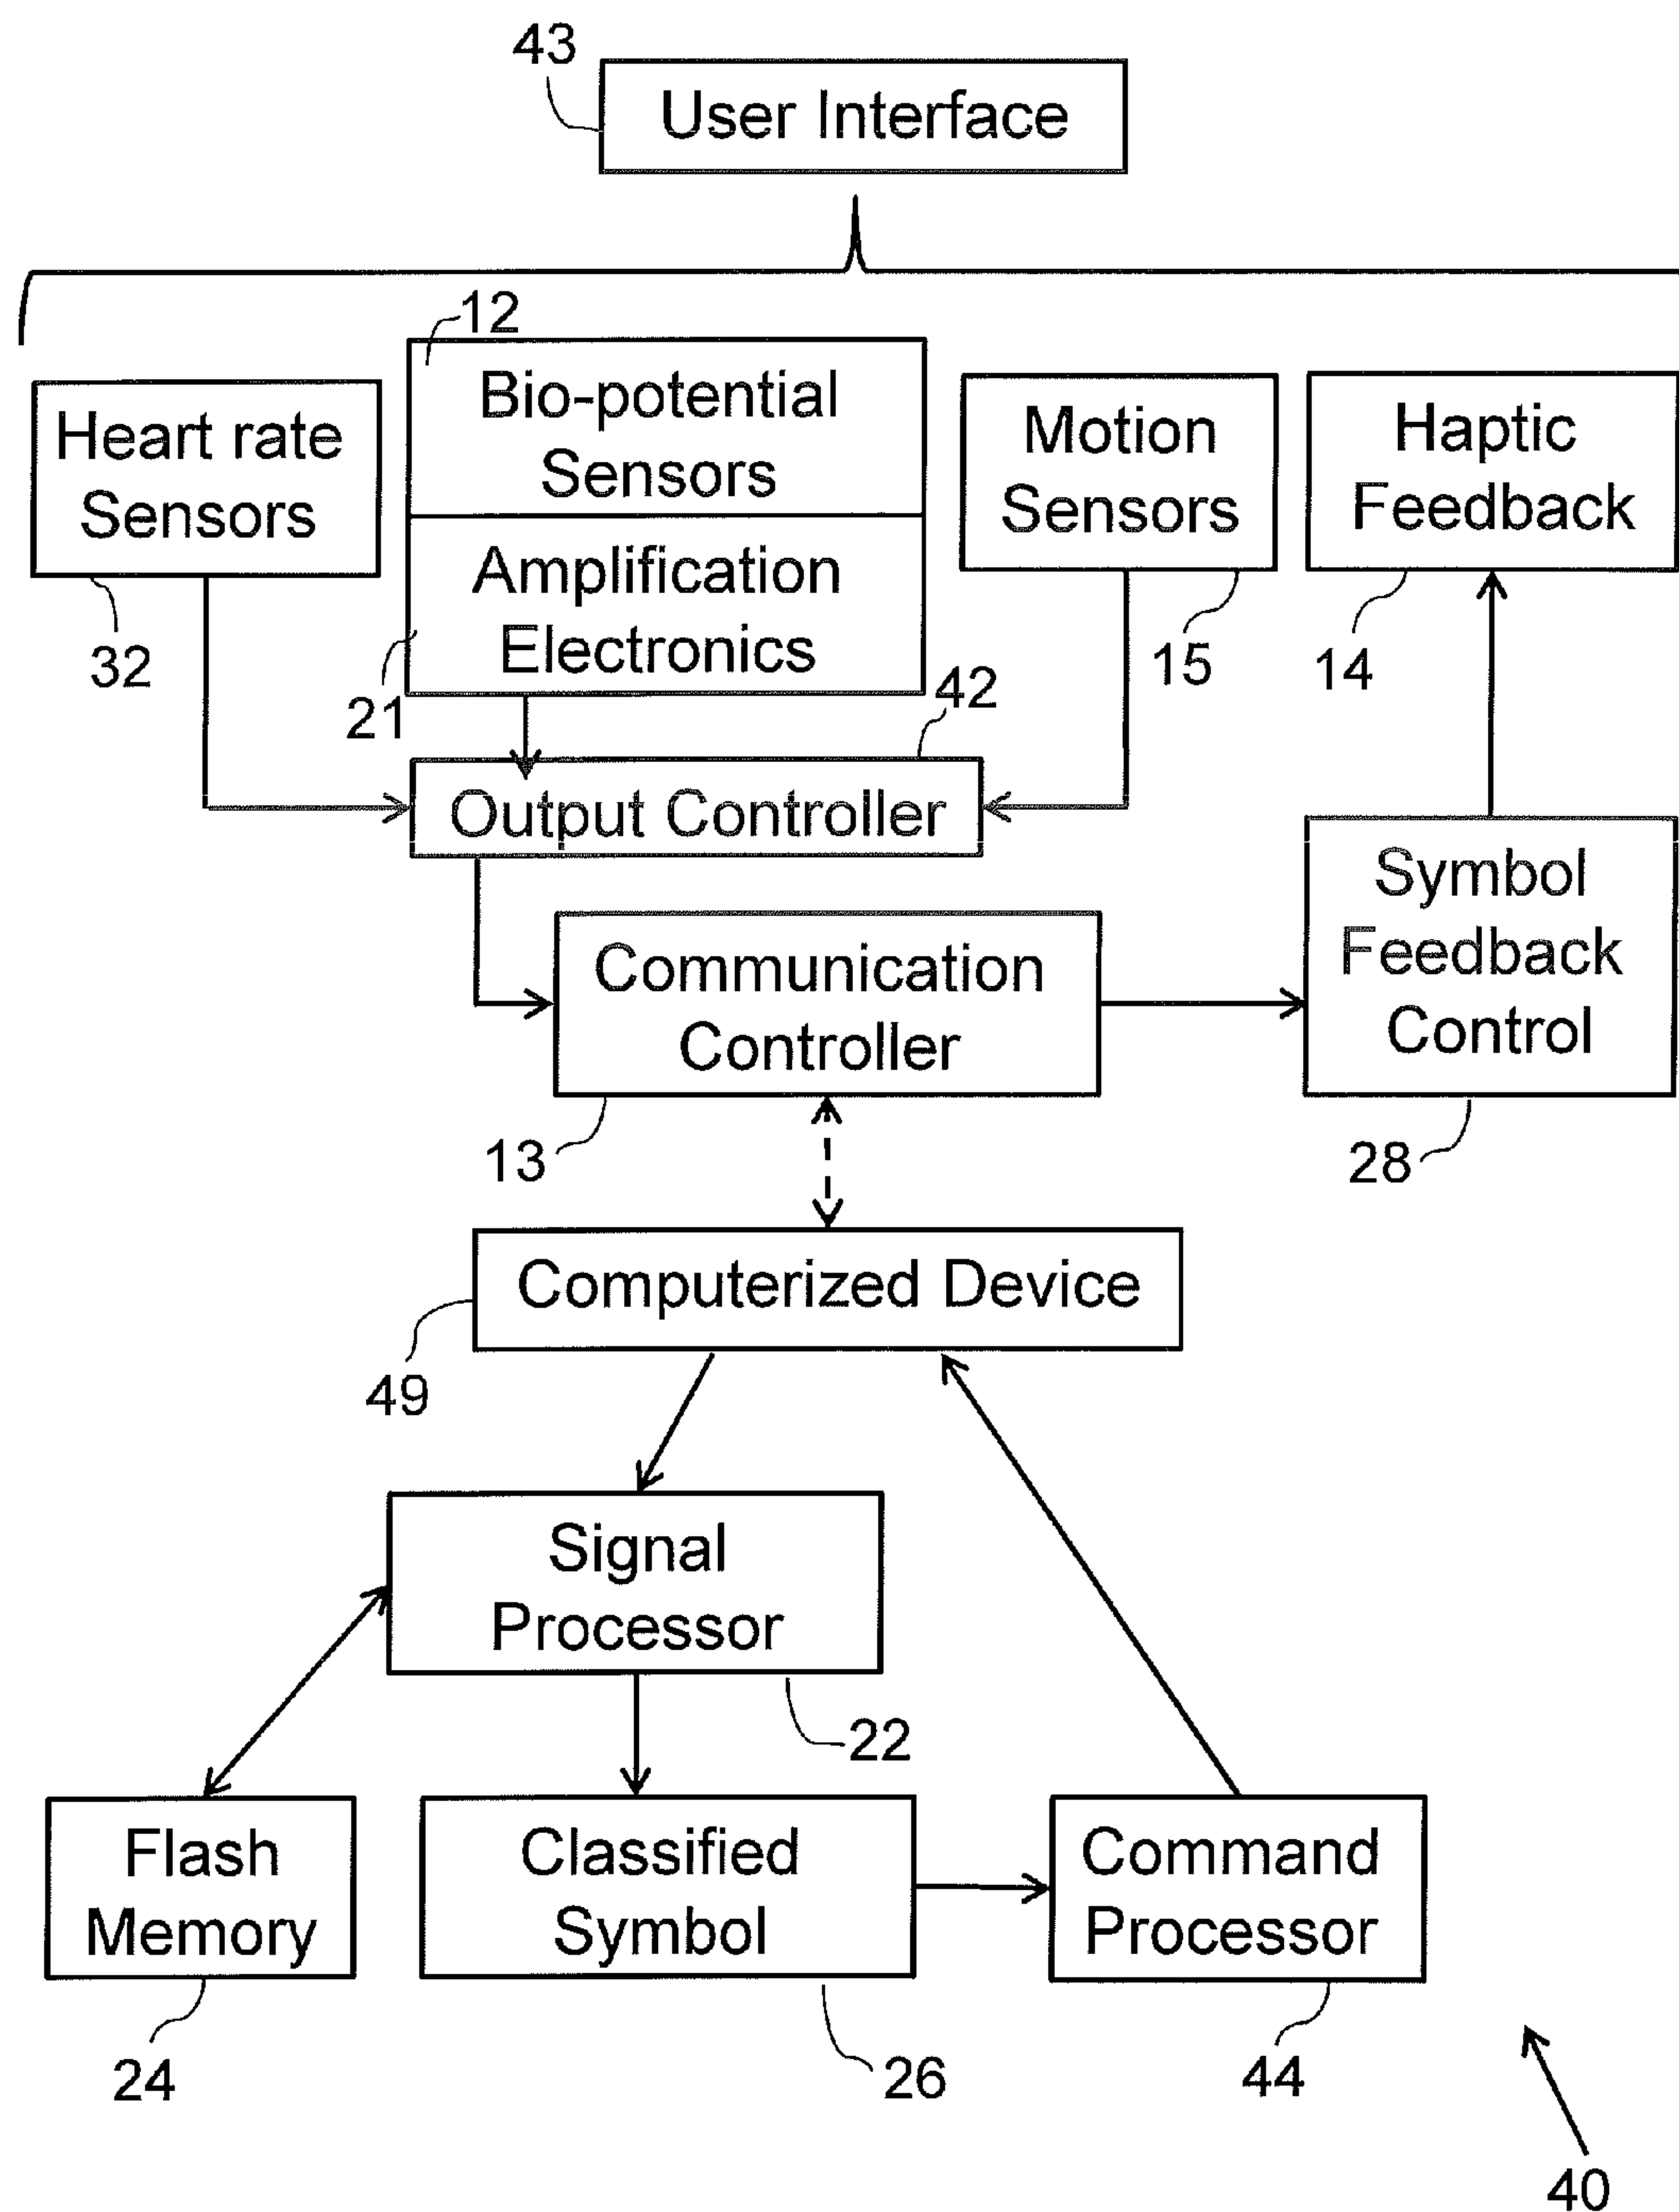 43
User Interface
12
Heart rate
Sensors
32
Bio-potential
Sensors
Amplification
Electronics
21
Motion
Sensors
15
Haptic
Feedback
14
42
Output Controller
Communication
Controller
13
Symbol
Feedback
Control
28
Computerized Device
49
Signal
Processor
22
Flash
Memory
24
Classified
Symbol
26
Command
Processor
44
40